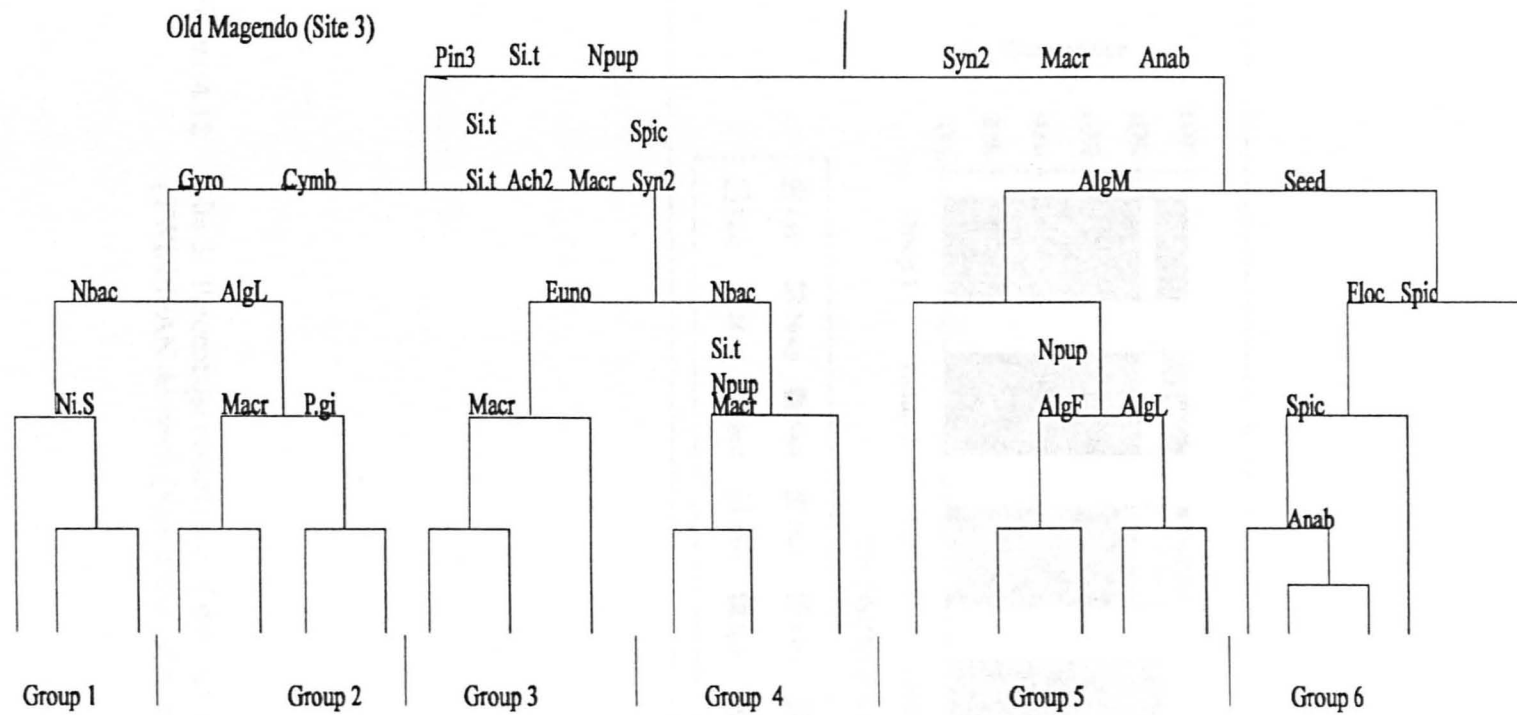 Old Magendo (Site 3)
Pin3 Si.t Npup Syn2 Macr Anab
Si.t Spic
Gyro Cymb Si.t Ach2 Macr Syn2 AlgM Seed
Nbac AlgL Euno Nbac Floc Spic
Si.t Npup
Npup
Ni.S Macr P.gi Macr Macr AlgF AlgL Spic
Anab
Group 1 Group 2 Group 3 Group 4 Group 5 Group 6